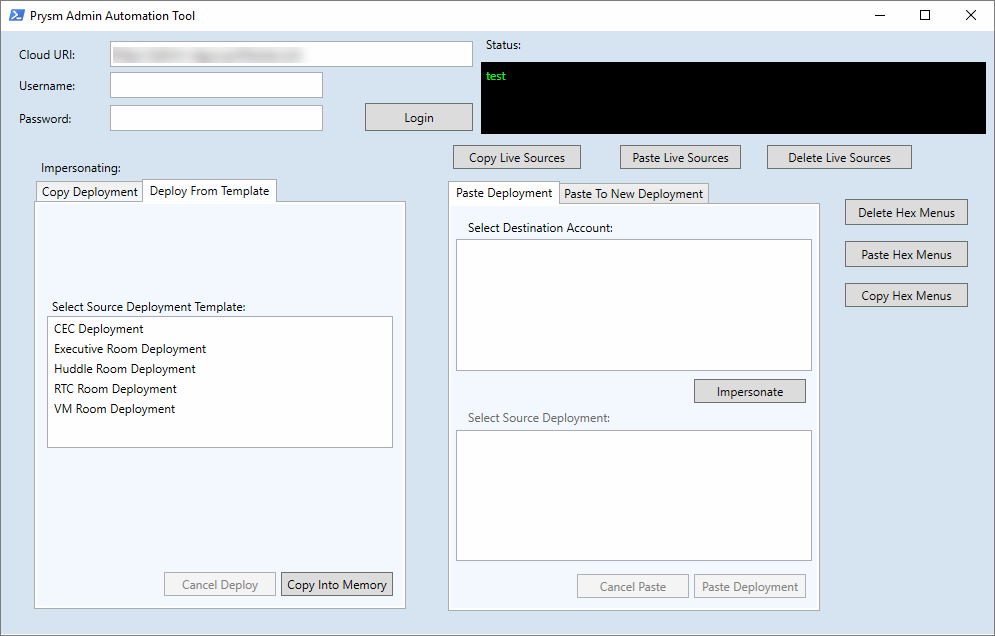 Prysm Admin Automation Tool
Cloud URI:
Status:
Username:
test
Password:
Login
Copy Live Sources
Paste Live Sources
Delete Live Sources
Impersonating:
Copy Deployment
Deploy From Template
Select Source Deployment Template:
CEC Deployment
Executive Room Deployment
Huddle Room Deployment
RTC Room Deployment
VM Room Deployment
Cancel Deploy
Copy Into Memory
Paste Deployment
Paste To New Deployment
Select Destination Account:
Impersonate
Select Source Deployment:
Cancel Paste
Paste Deployment
Delete Hex Menus
Paste Hex Menus
Copy Hex Menus